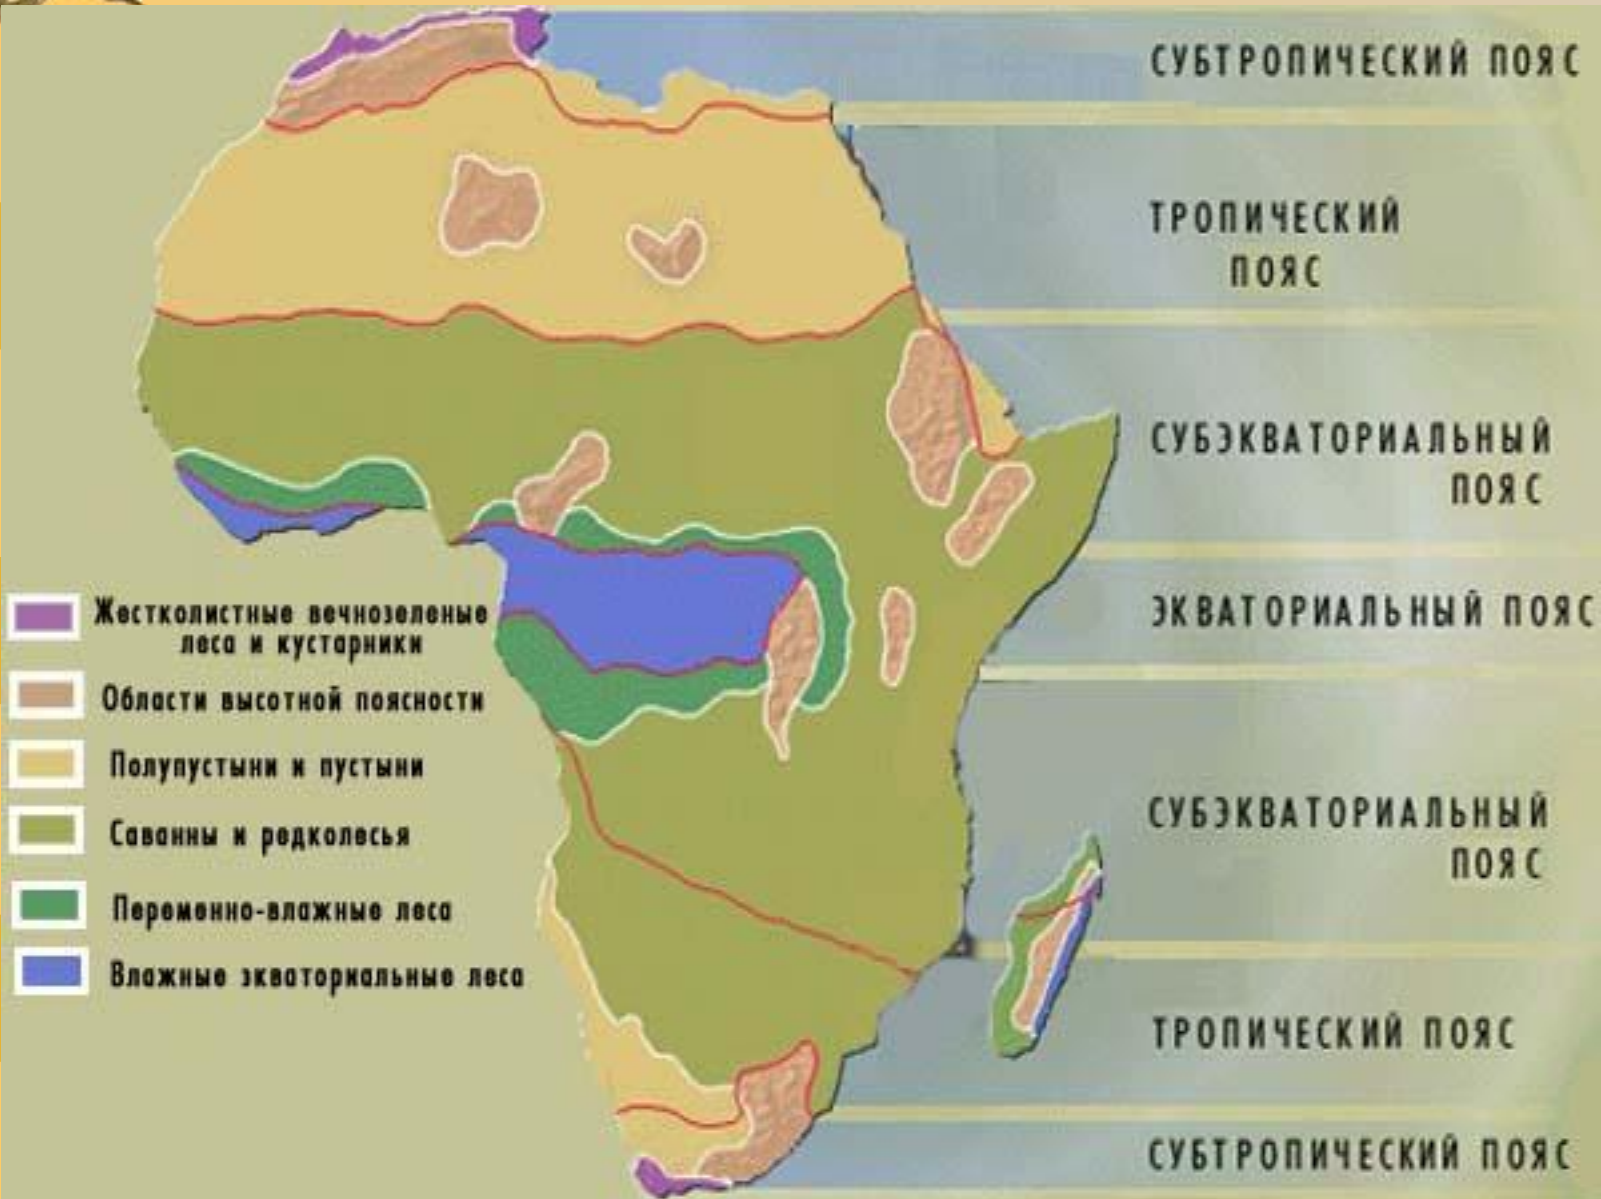 СУБТРОПИЧЕСКИЙ ПОЯС
ТРОПИЧЕСКИЙ
ПОЯС
СУБЭКВАТОРИАЛЬНЫЙ
ПОЯС
ЭКВАТОРИАЛЬНЫЙ ПОЯС
СУБЭКВАТОРИАЛЬНЫЙ
ПОЯС
ТРОПИЧЕСКИЙ ПОЯС
СУБТРОПИЧЕСКИЙ ПОЯС
Жестколистные вечнозеленые
леса и кустарники
Области высотной поясности
Полупустыни и пустыни
Саванны и редколесья
Переменно-влажные леса
Влажные экваториальные леса